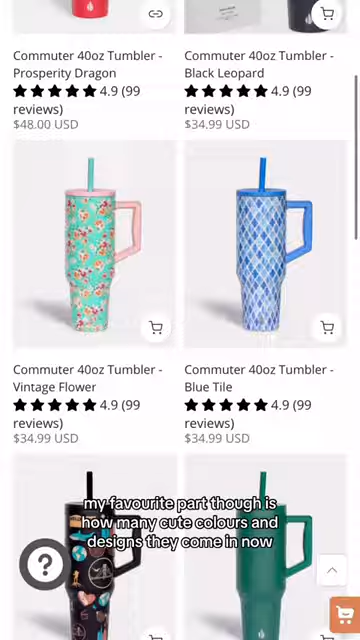 Commuter 40oz Tumbler -
Prosperity Dragon
4.9 (99
reviews)
$48.00 USD
Commuter 40oz Tumbler -
Black Leopard
4.9 (99
reviews)
$34.99 USD
Commuter 40oz Tumbler -
Vintage Flower
4.9 (99
reviews)
$34.99 USD
Commuter 40oz Tumbler -
Blue Tile
4.9 (99
reviews)
$34.99 USD
my favourite part though is
how many cute colours and
designs they come in now
?